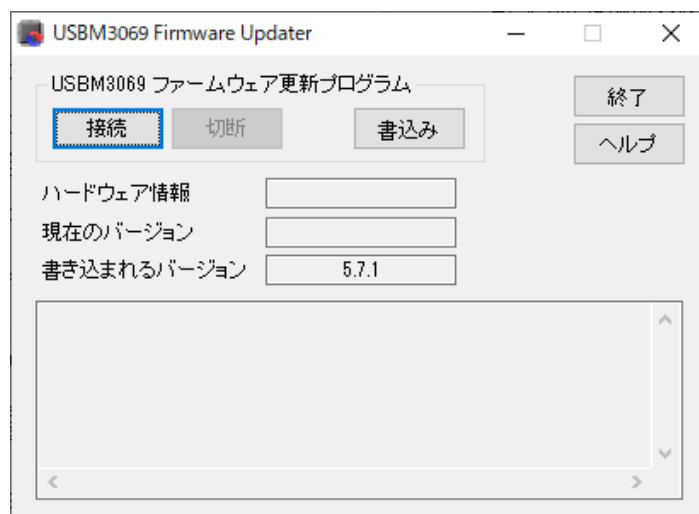 USBM3069 Firmware Updater
USBM3069 ファームウェア更新プログラム
接続
切断
書込み
終了
ヘルプ
ハードウェア情報
現在のバージョン
書き込まれるバージョン
5.7.1